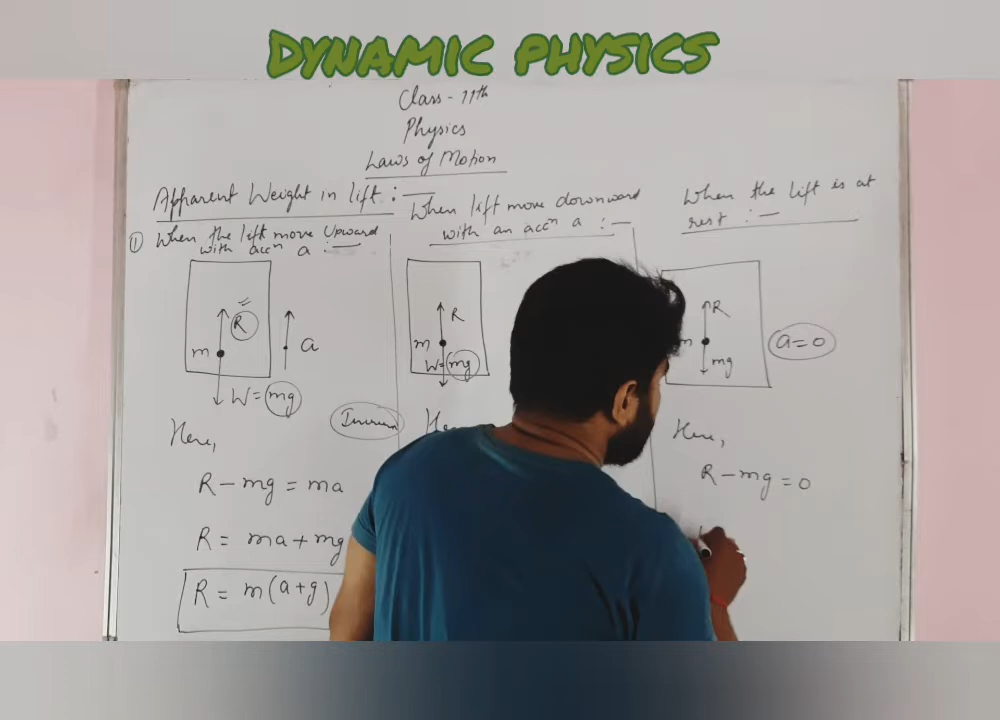 DYNAMIC PHYSICS
Class-11th
Physics
Laws of Motion
Apparent Weight in lift :—
① When the lift move Upward
with accⁿ a :—
R
m
a
W=mg
Increases
Here,
R-mg=ma
R= ma+mg
R= m(a+g)
When lift move downward
with an accⁿ a :—
R
m
W=mg
When the lift is at
rest :—
R
m
mg
a=0
Here,
R-mg=0